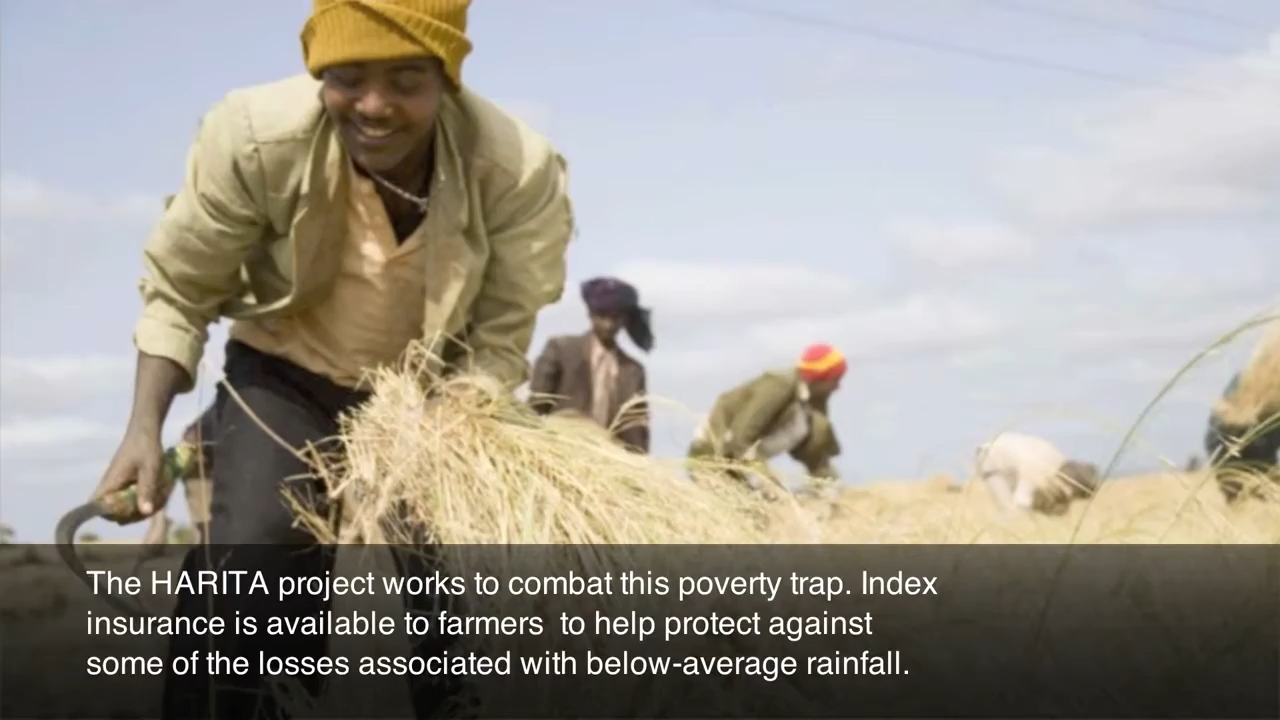 The HARITA project works to combat this poverty trap. Index
insurance is available to farmers  to help protect against
some of the losses associated with below-average rainfall.